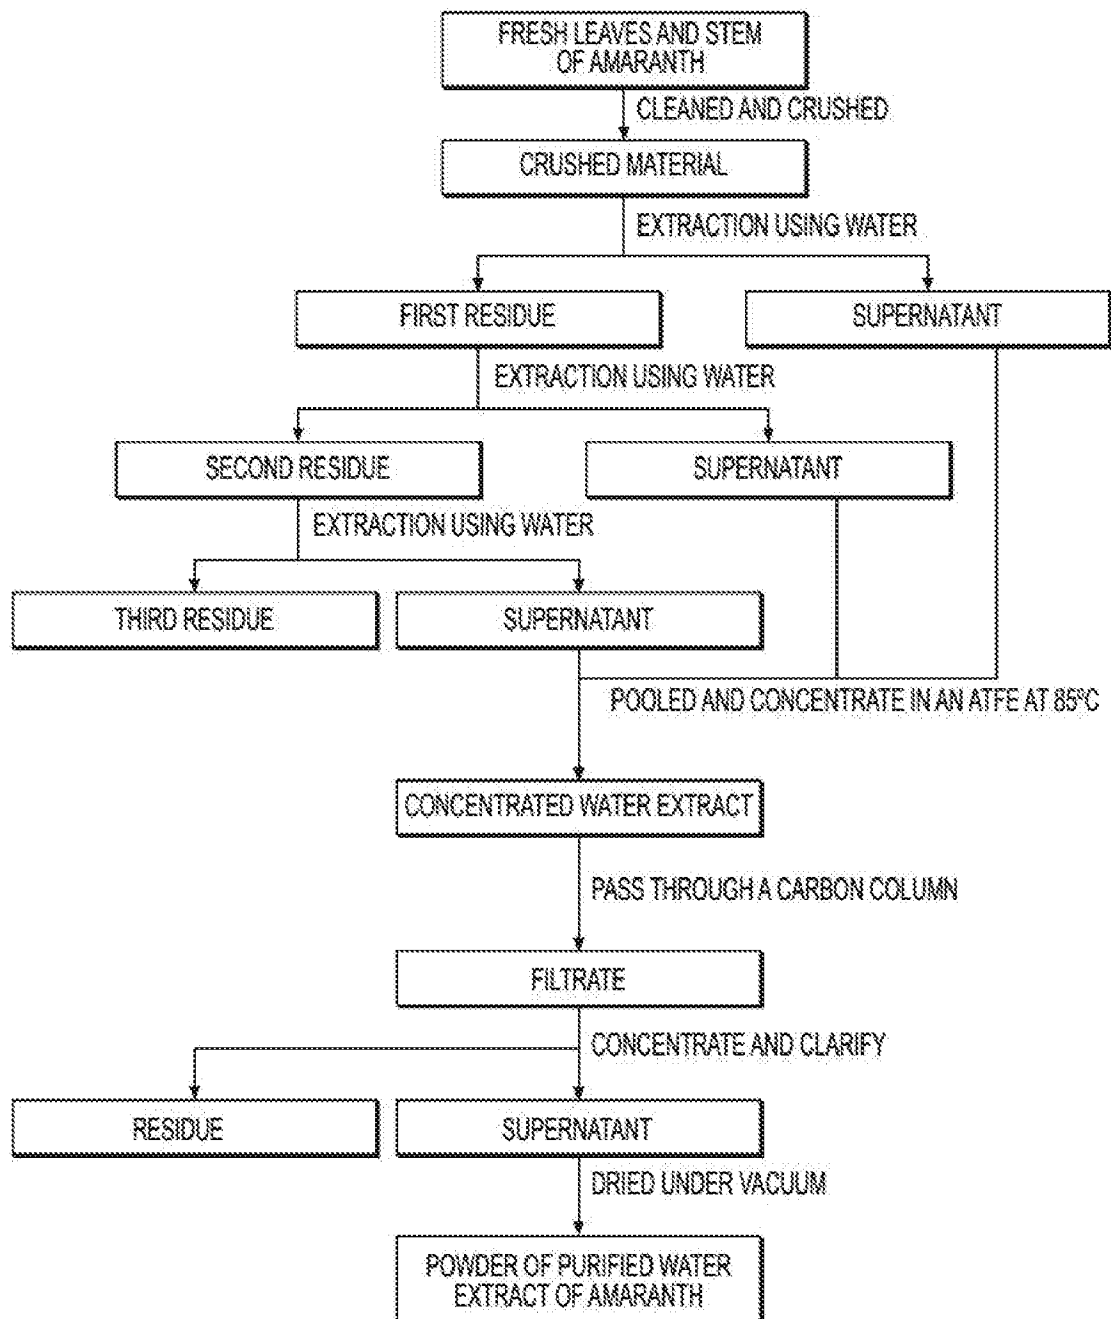 FRESH LEAVES AND STEM
OF AMARANTH
CLEANED AND CRUSHED
CRUSHED MATERIAL
EXTRACTION USING WATER
FIRST RESIDUE
SUPERNATANT
EXTRACTION USING WATER
SECOND RESIDUE
SUPERNATANT
EXTRACTION USING WATER
THIRD RESIDUE
SUPERNATANT
POOLED AND CONCENTRATE IN AN ATFE AT 85ºC
CONCENTRATED WATER EXTRACT
PASS THROUGH A CARBON COLUMN
FILTRATE
CONCENTRATE AND CLARIFY
RESIDUE
SUPERNATANT
DRIED UNDER VACUUM
POWDER OF PURIFIED WATER
EXTRACT OF AMARANTH